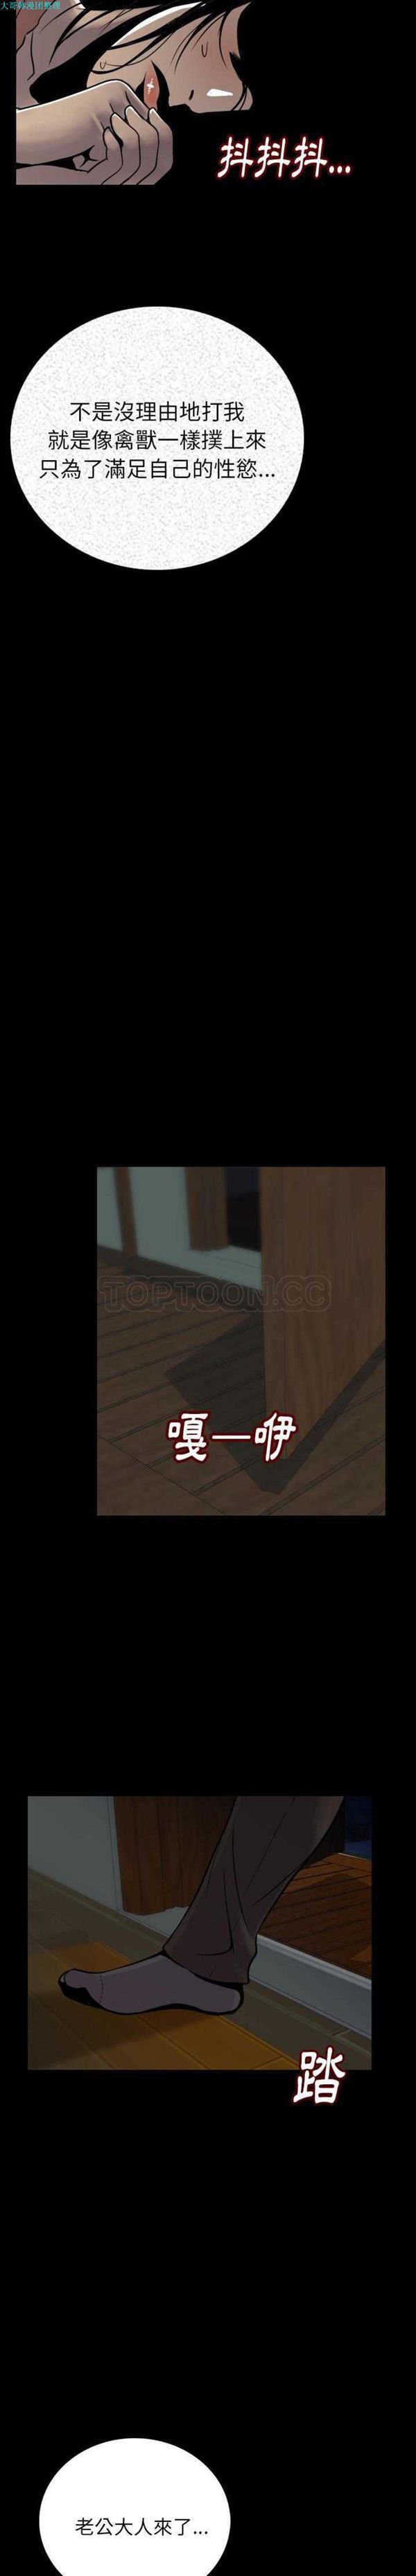 大哥韩漫团整理
抖抖抖...
不是沒理由地打我
就是像禽獸一樣撲上來
只為了滿足自己的性慾...
TOPTOON.CC
嘎—咿
踏
老公大人來了...